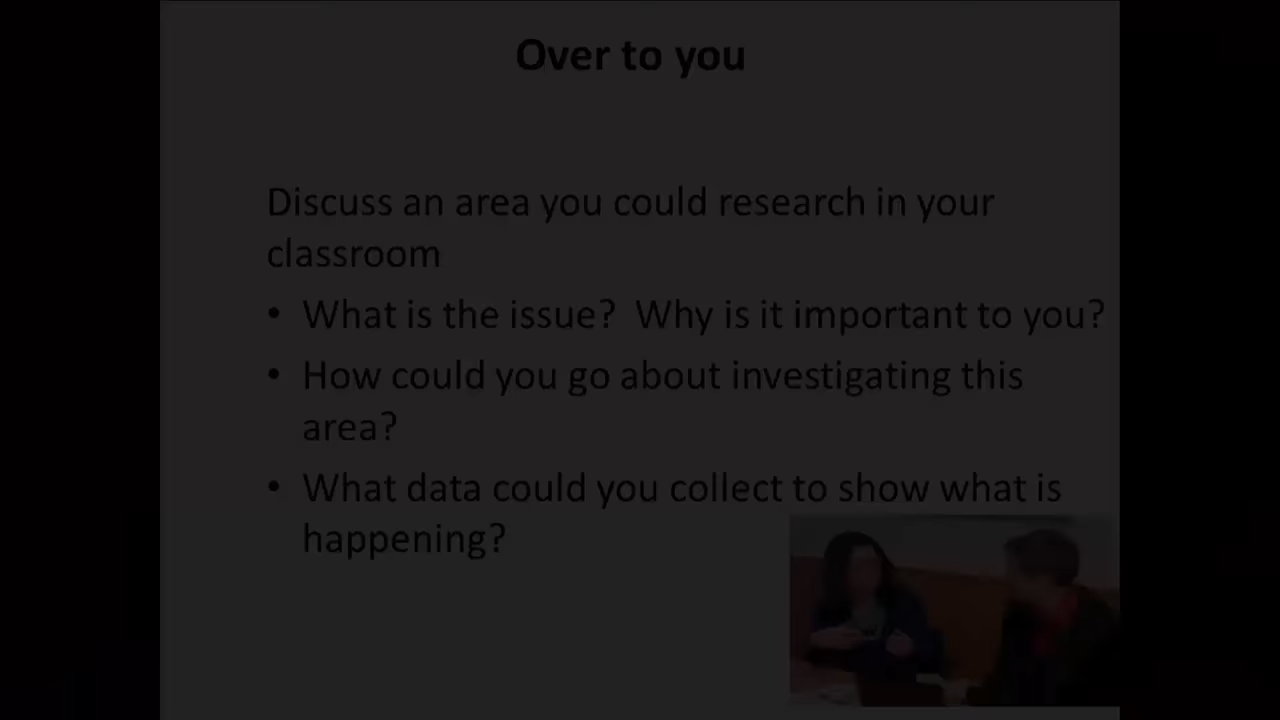 Over to you
Discuss an area you could research in your
classroom
• What is the issue?  Why is it important to you?
• How could you go about investigating this
area?
• What data could you collect to show what is
happening?